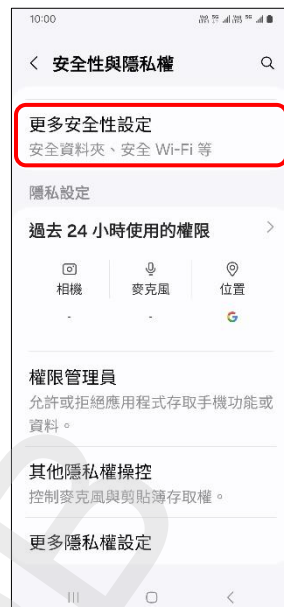 10:00
安全性與隱私權
更多安全性設定
安全資料夾、安全 Wi-Fi 等
隱私設定
過去 24 小時使用的權限
相機 麥克風 位置
- - G
權限管理員
允許或拒絕應用程式存取手機功能或
資料。
其他隱私權操控
控制麥克風與剪貼簿存取權。
更多隱私權設定